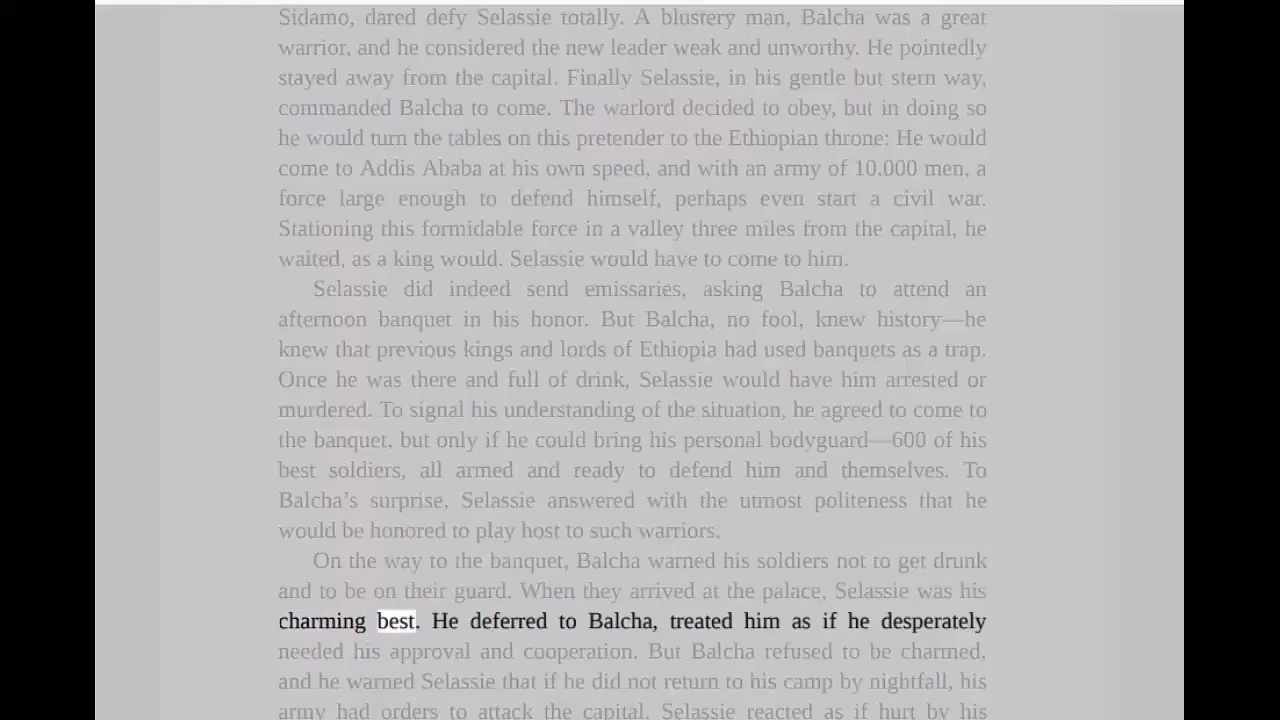 Sidamo, dared defy Selassie totally. A blustery man, Balcha was a great
warrior, and he considered the new leader weak and unworthy. He pointedly
stayed away from the capital. Finally Selassie, in his gentle but stern way,
commanded Balcha to come. The warlord decided to obey, but in doing so
he would turn the tables on this pretender to the Ethiopian throne: He would
come to Addis Ababa at his own speed, and with an army of 10,000 men, a
force large enough to defend himself, perhaps even start a civil war.
Stationing this formidable force in a valley three miles from the capital, he
waited, as a king would. Selassie would have to come to him.
Selassie did indeed send emissaries, asking Balcha to attend an
afternoon banquet in his honor. But Balcha, no fool, knew history—he
knew that previous kings and lords of Ethiopia had used banquets as a trap.
Once he was there and full of drink, Selassie would have him arrested or
murdered. To signal his understanding of the situation, he agreed to come to
the banquet, but only if he could bring his personal bodyguard—600 of his
best soldiers, all armed and ready to defend him and themselves. To
Balcha’s surprise, Selassie answered with the utmost politeness that he
would be honored to play host to such warriors.
On the way to the banquet, Balcha warned his soldiers not to get drunk
and to be on their guard. When they arrived at the palace, Selassie was his
charming best. He deferred to Balcha, treated him as if he desperately
needed his approval and cooperation. But Balcha refused to be charmed,
and he warned Selassie that if he did not return to his camp by nightfall, his
army had orders to attack the capital. Selassie reacted as if hurt by his